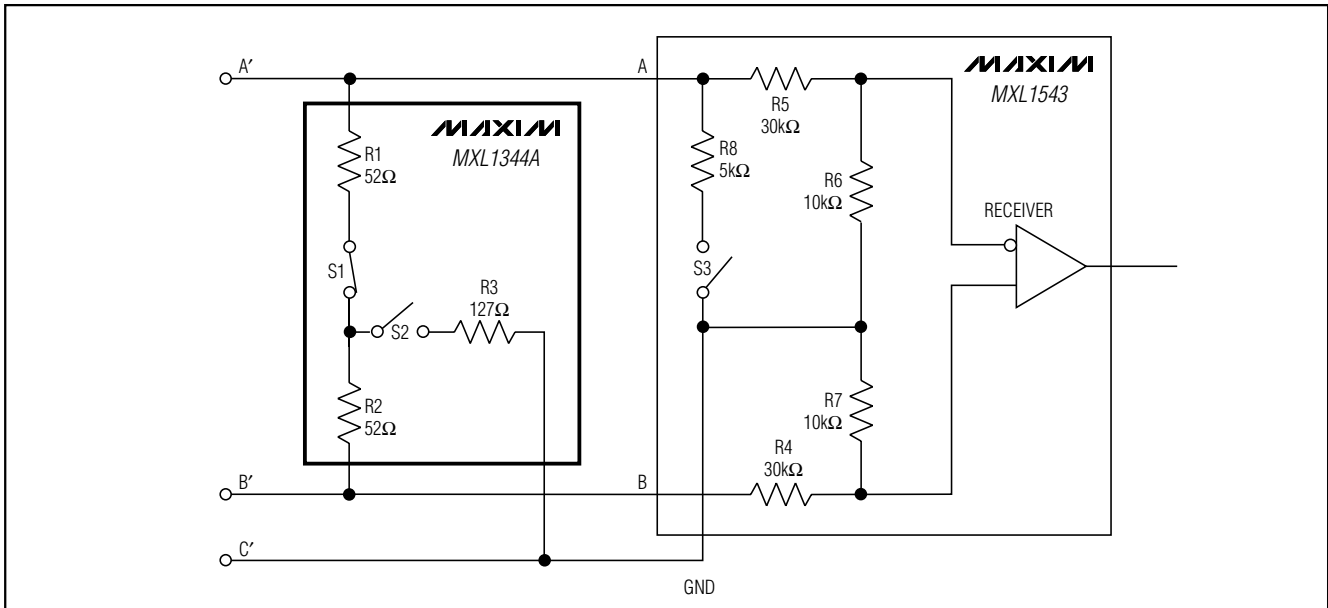 A′
A
MAXIM
MXL1344A
R1
52Ω
S1
S2
R3
127Ω
R2
52Ω
B′
B
C′
GND
MAXIM
MXL1543
R5
30kΩ
R8
5kΩ
R6
10kΩ
S3
RECEIVER
R7
10kΩ
R4
30kΩ